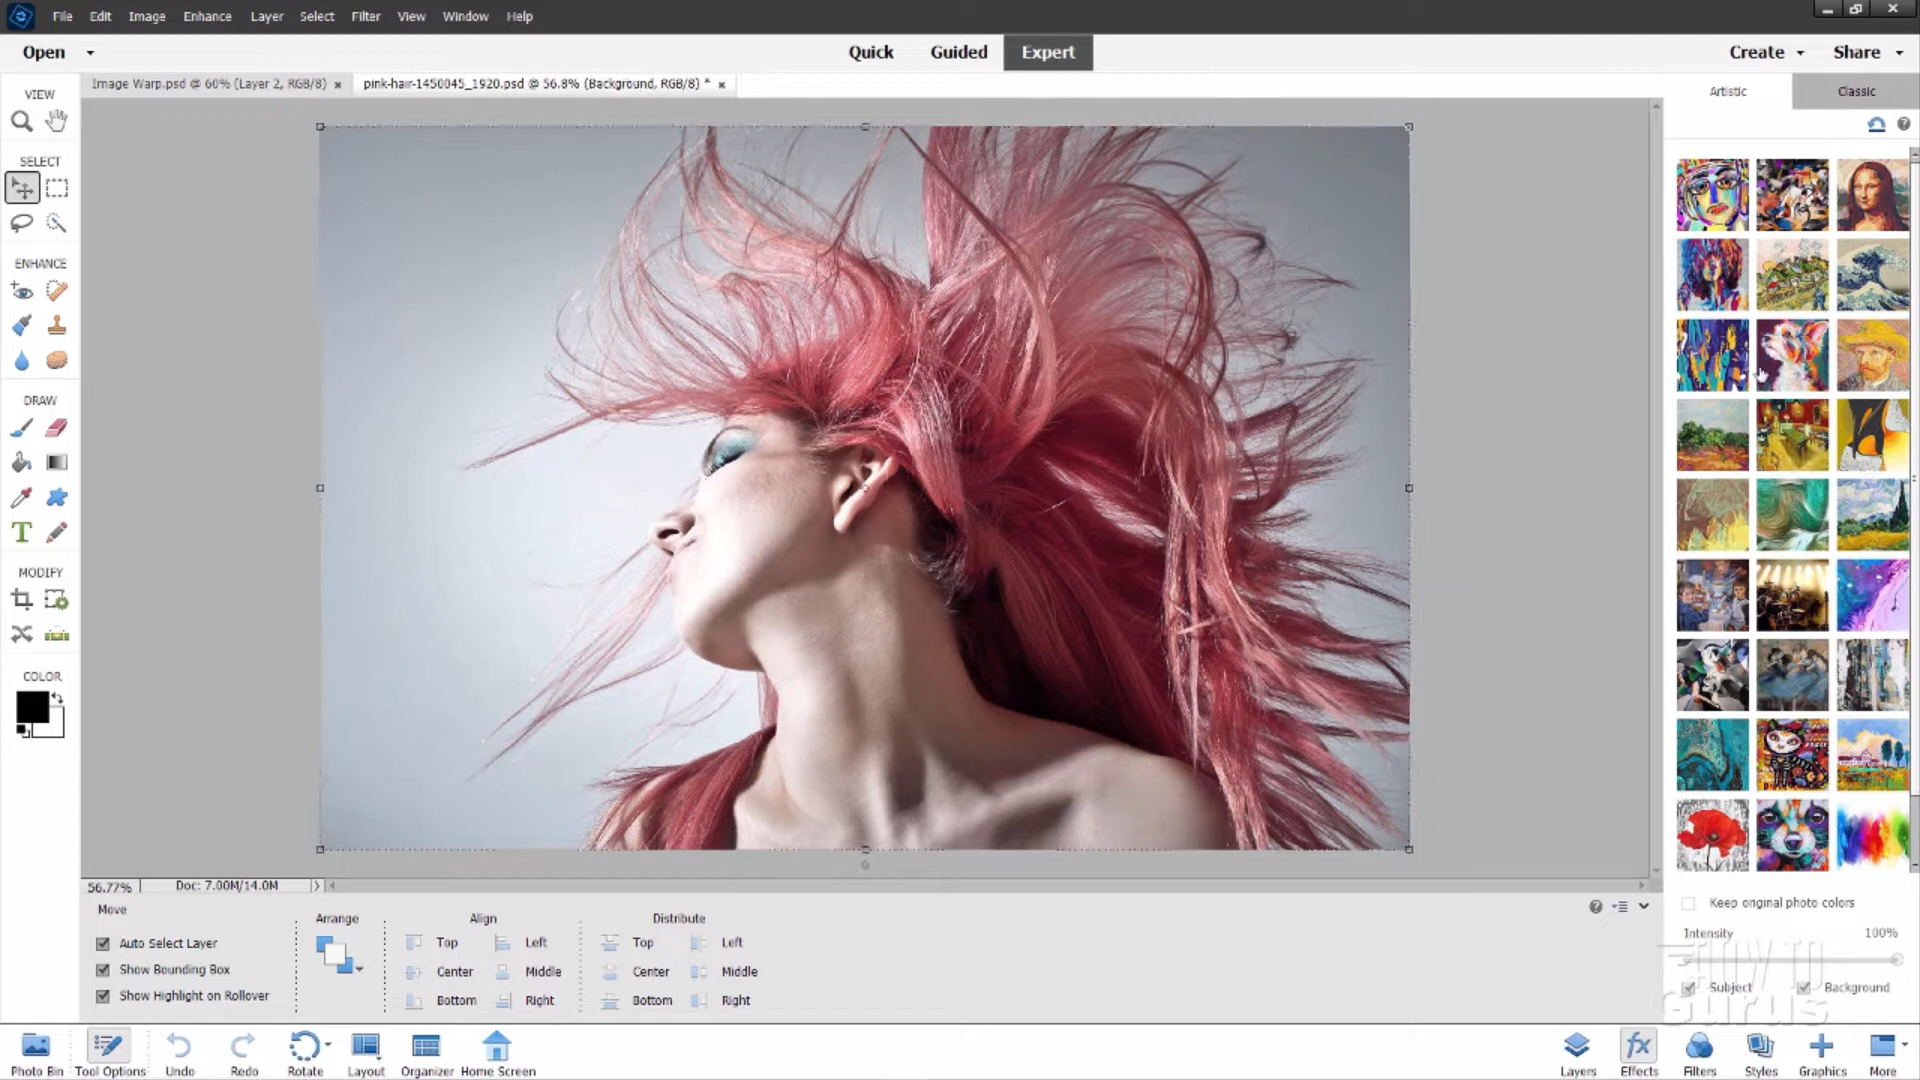 File Edit Image Enhance Layer Select Filter View Window Help
Open Quick Guided Expert Create Share
Image Warp.psd @ 60% (Layer 2, RGB/8) × pink-hair-1450045_1920.psd @ 56.8% (Background, RGB/8) * ×
Artistic Classic
VIEW
SELECT
ENHANCE
DRAW
MODIFY
COLOR
56.77% Doc: 7.00M/14.0M
Move
Auto Select Layer
Show Bounding Box
Show Highlight on Rollover
Arrange
Align
Top Left
Center Middle
Bottom Right
Distribute
Top Left
Center Middle
Bottom Right
Keep original photo colors
Intensity 100%
Subject Background
HOW TO
Gurus
Photo Bin Tool Options Undo Redo Rotate Layout Organizer Home Screen Layers Effects Filters Styles Graphics More